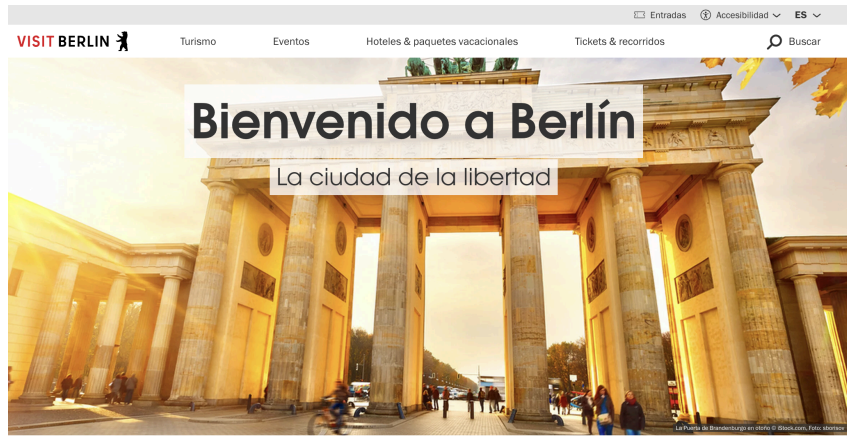 Entradas Accesibilidad ES
VISIT BERLIN Turismo Eventos Hoteles & paquetes vacacionales Tickets & recorridos Buscar
Bienvenido a Berlín
La ciudad de la libertad
La Puerta de Brandenburgo en otoño © iStock.com, Foto: sborisov